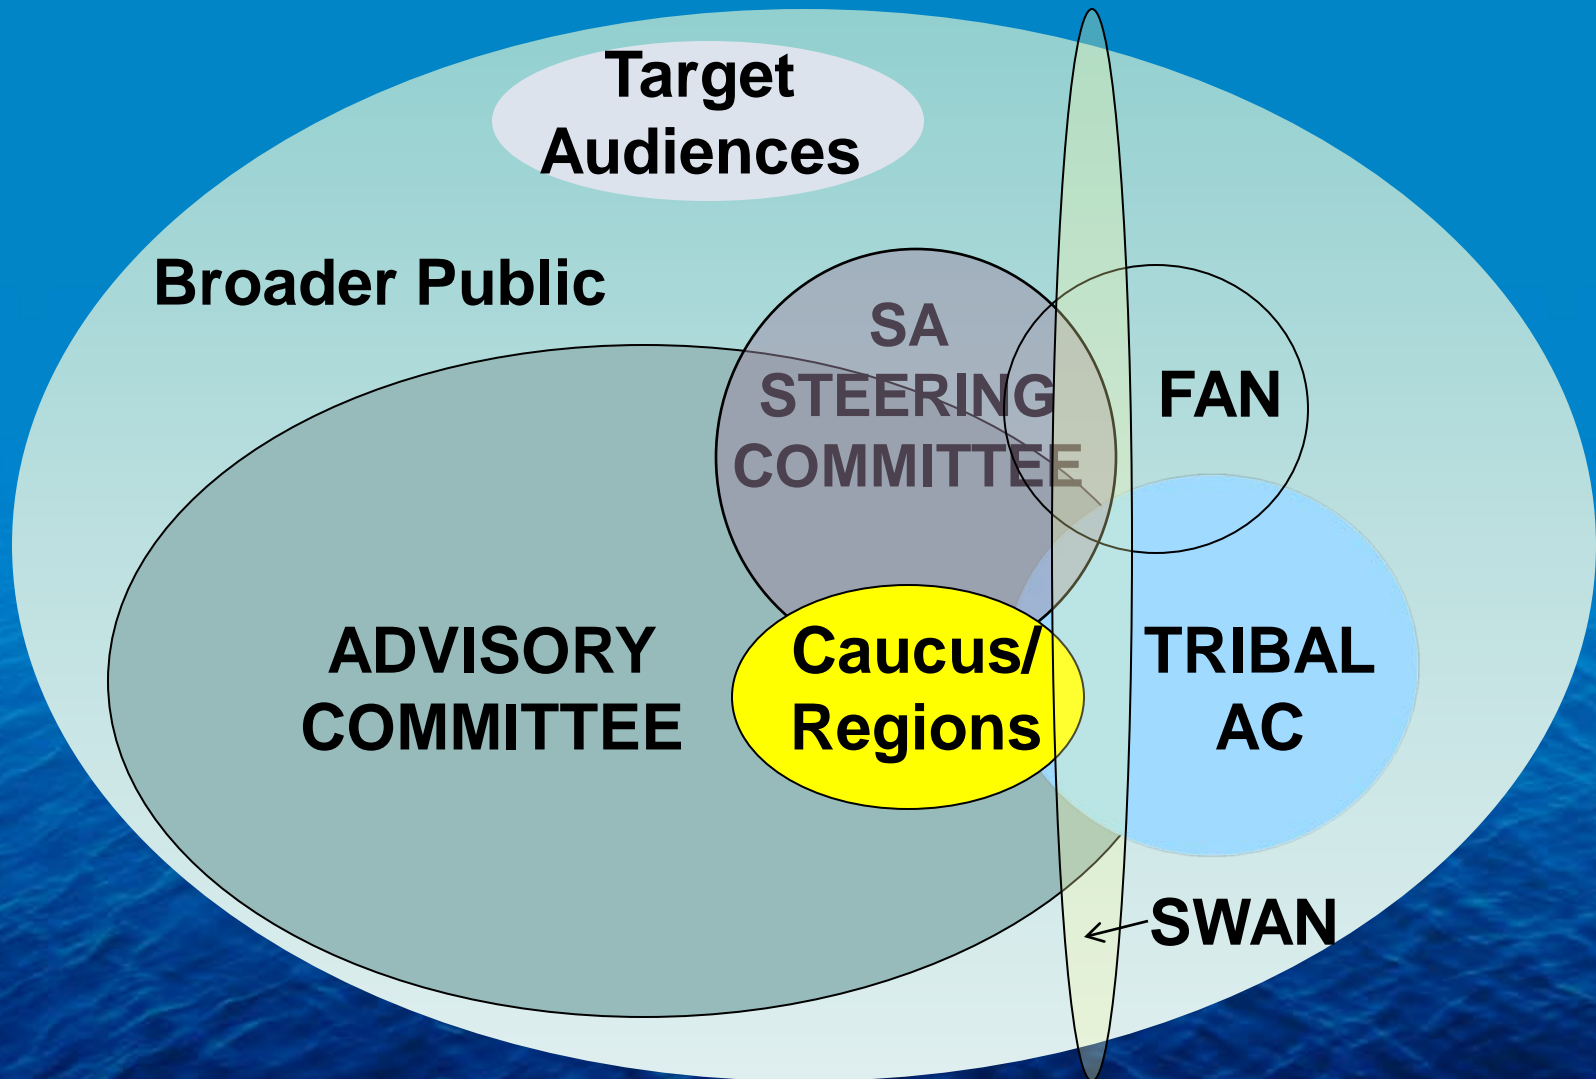 Target
Audiences
Broader Public
SA
STEERING
COMMITTEE
FAN
ADVISORY
COMMITTEE
Caucus/
Regions
TRIBAL
AC
SWAN